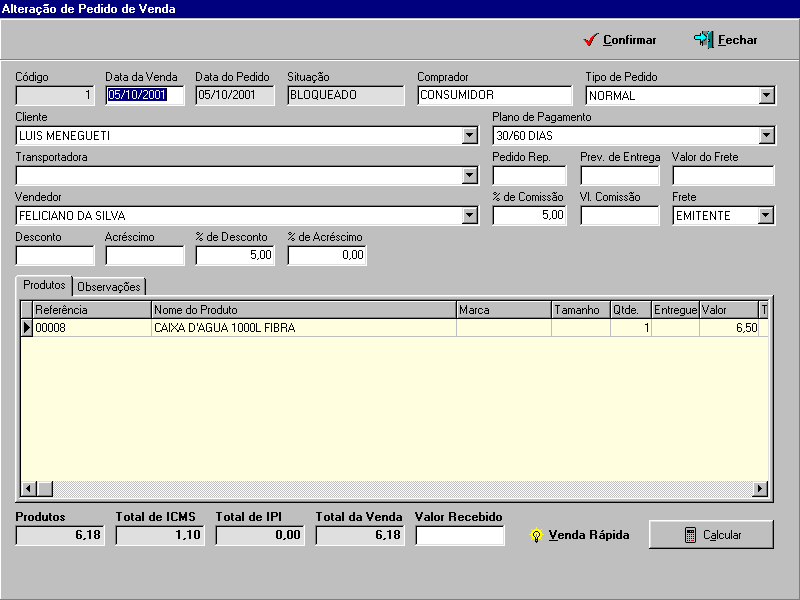 Alteração de Pedido de Venda
Confirmar Fechar
Código Data da Venda Data do Pedido Situação Comprador Tipo de Pedido
1 05/10/2001 05/10/2001 BLOQUEADO CONSUMIDOR NORMAL
Cliente Plano de Pagamento
LUIS MENEGUETI 30/60 DIAS
Transportadora Pedido Rep. Prev. de Entrega Valor do Frete
Vendedor % de Comissão Vl. Comissão Frete
FELICIANO DA SILVA 5,00 EMITENTE
Desconto Acréscimo % de Desconto % de Acréscimo
5,00 0,00
Produtos Observações
Referência Nome do Produto Marca Tamanho Qtde. Entregue Valor T
00008 CAIXA D'AGUA 1000L FIBRA 1 6,50
Produtos Total de ICMS Total de IPI Total da Venda Valor Recebido
6,18 1,10 0,00 6,18 Venda Rápida Calcular